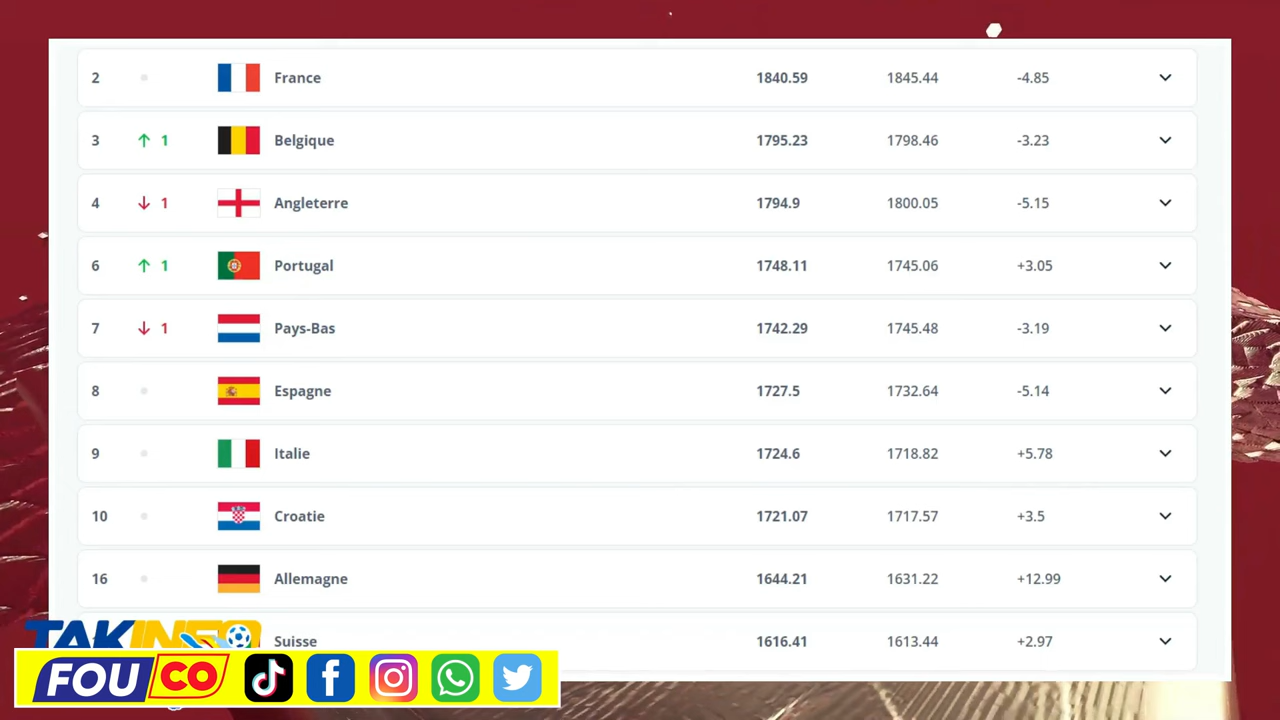 2 France 1840.59 1845.44 -4.85
3 ↑ 1 Belgique 1795.23 1798.46 -3.23
4 ↓ 1 Angleterre 1794.9 1800.05 -5.15
6 ↑ 1 Portugal 1748.11 1745.06 +3.05
7 ↓ 1 Pays-Bas 1742.29 1745.48 -3.19
8 Espagne 1727.5 1732.64 -5.14
9 Italie 1724.6 1718.82 +5.78
10 Croatie 1721.07 1717.57 +3.5
16 Allemagne 1644.21 1631.22 +12.99
Suisse 1616.41 1613.44 +2.97
TAKINFO
FOUCO